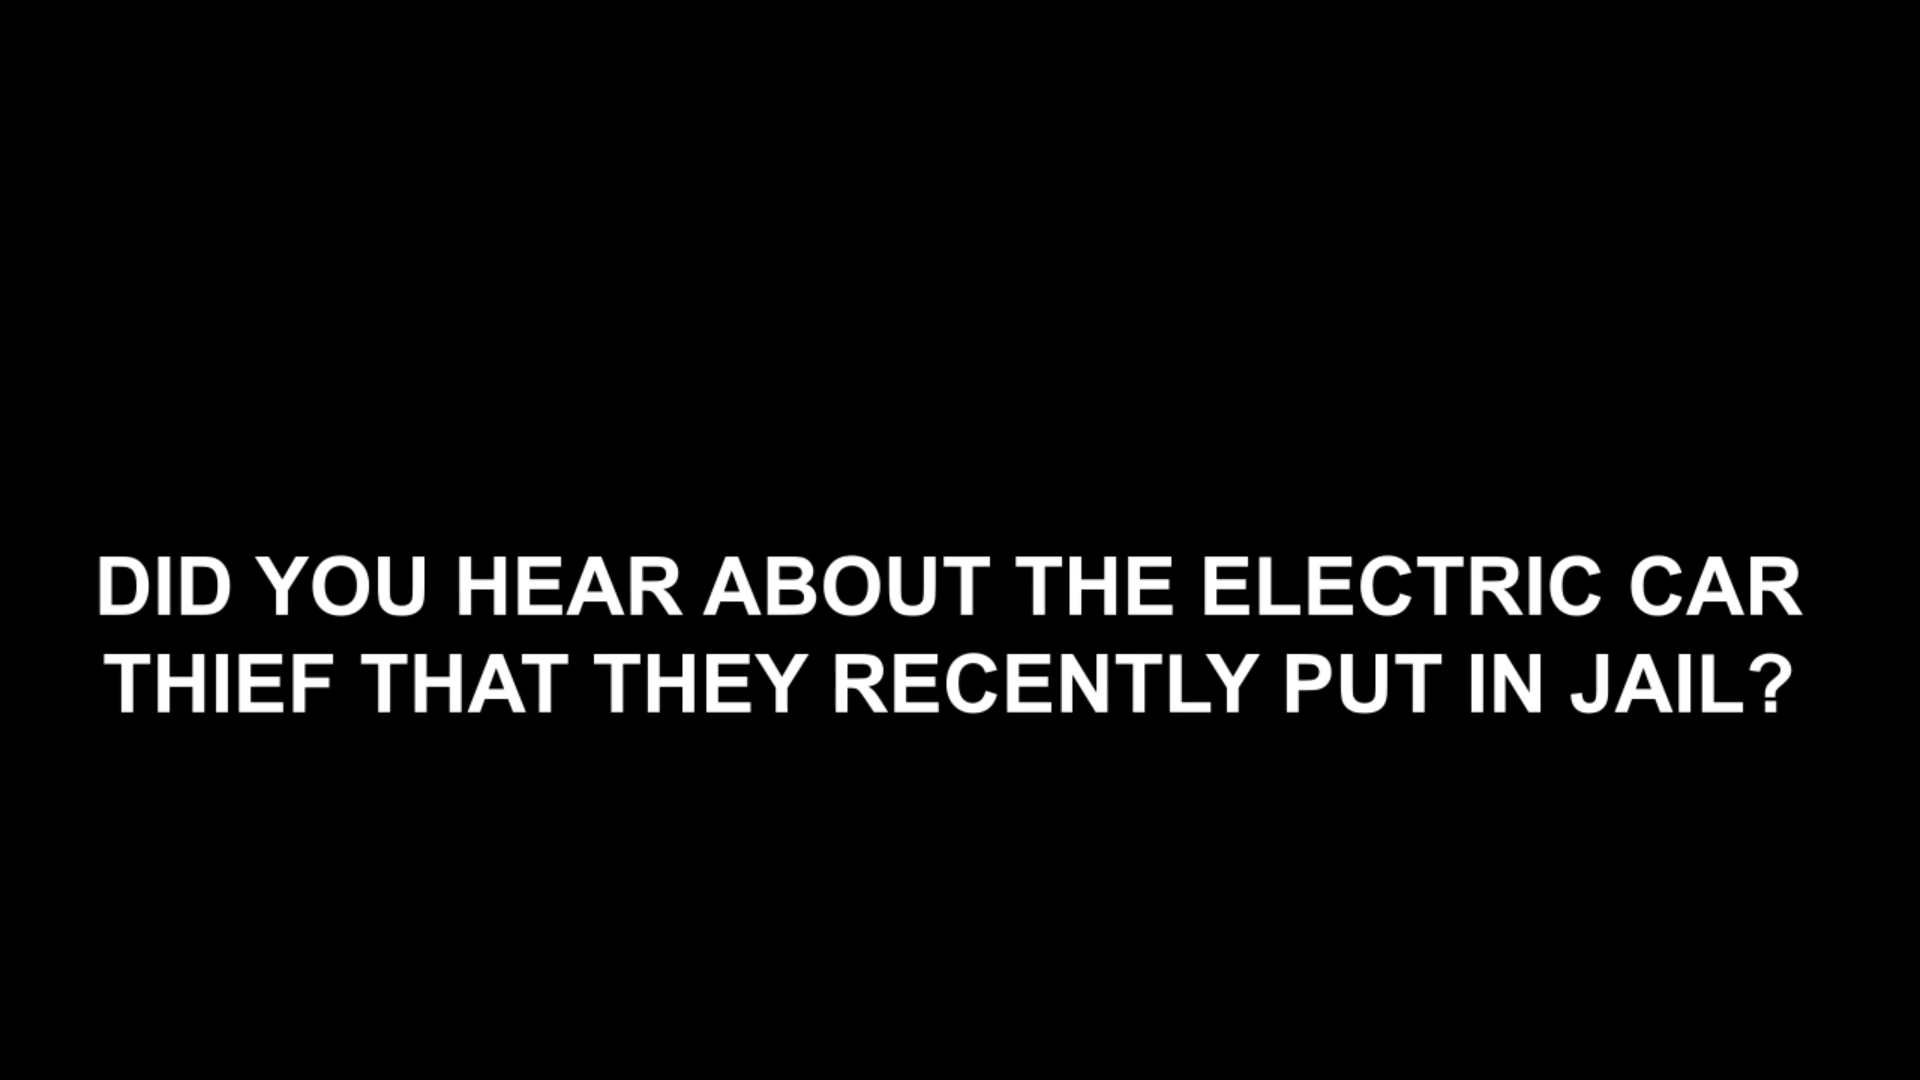 DID YOU HEAR ABOUT THE ELECTRIC CAR
THIEF THAT THEY RECENTLY PUT IN JAIL?